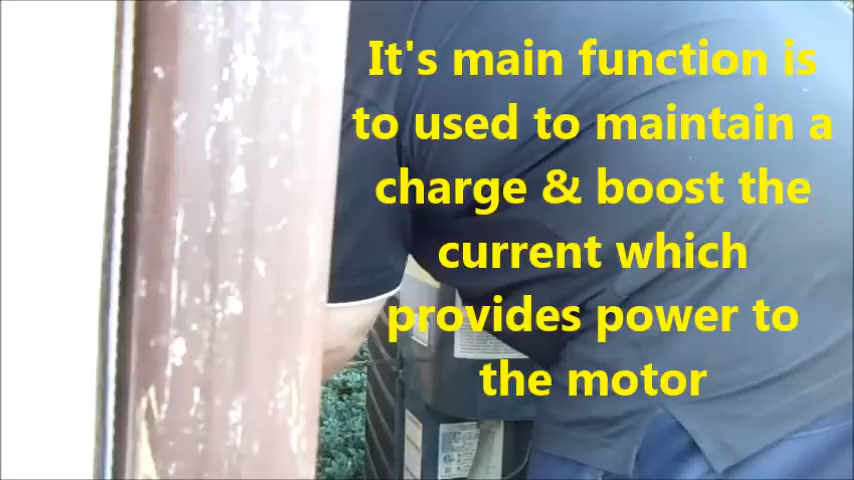 It's main function is
to used to maintain a
charge & boost the
current which
provides power to
the motor